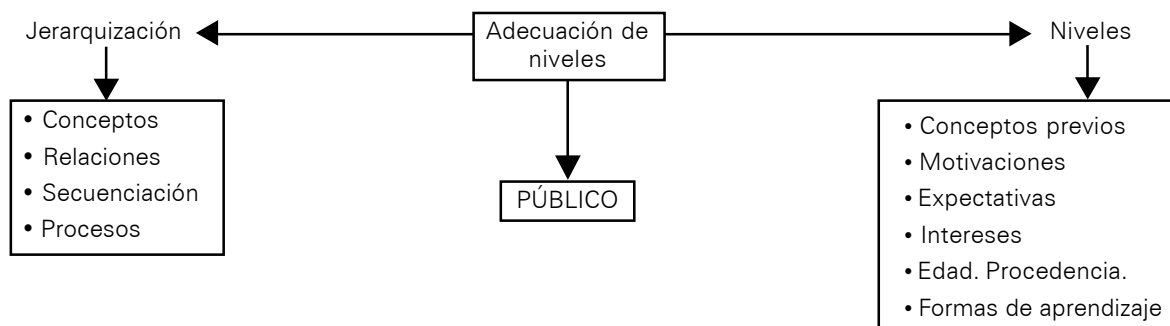 Jerarquización
Adecuación de
niveles
Niveles
• Conceptos
• Relaciones
• Secuenciación
• Procesos
PÚBLICO
• Conceptos previos
• Motivaciones
• Expectativas
• Intereses
• Edad. Procedencia.
• Formas de aprendizaje